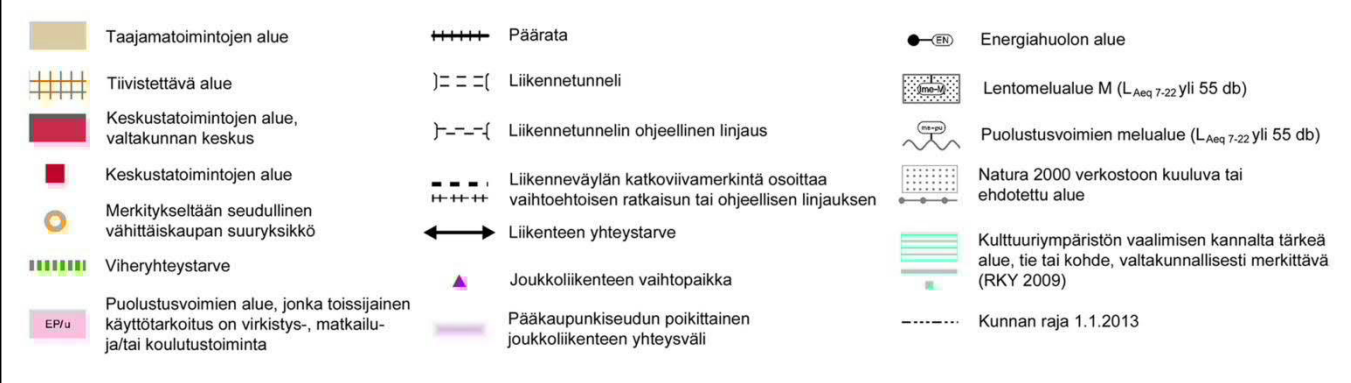 Taajamatoimintojen alue
Tiivistettävä alue
Keskustatoimintojen alue,
valtakunnan keskus
Keskustatoimintojen alue
Merkitykseltään seudullinen
vähittäiskaupan suuryksikkö
Viheryhteystarve
EP/u
Puolustusvoimien alue, jonka toissijainen
käyttötarkoitus on virkistys-, matkailu-
ja/tai koulutustoiminta
Päärata
Liikennetunneli
Liikennetunnelin ohjeellinen linjaus
Liikenneväylän katkoviivamerkintä osoittaa
vaihtoehtoisen ratkaisun tai ohjeellisen linjauksen
Liikenteen yhteystarve
Joukkoliikenteen vaihtopaikka
Pääkaupunkiseudun poikittainen
joukkoliikenteen yhteysväli
EN
Energiahuolon alue
lme-M
Lentomelualue M (LAeq 7-22 yli 55 db)
me-pu
Puolustusvoimien melualue (LAeq 7-22 yli 55 db)
Natura 2000 verkostoon kuuluva tai
ehdotettu alue
Kulttuuriympäristön vaalimisen kannalta tärkeä
alue, tie tai kohde, valtakunnallisesti merkittävä
(RKY 2009)
Kunnan raja 1.1.2013